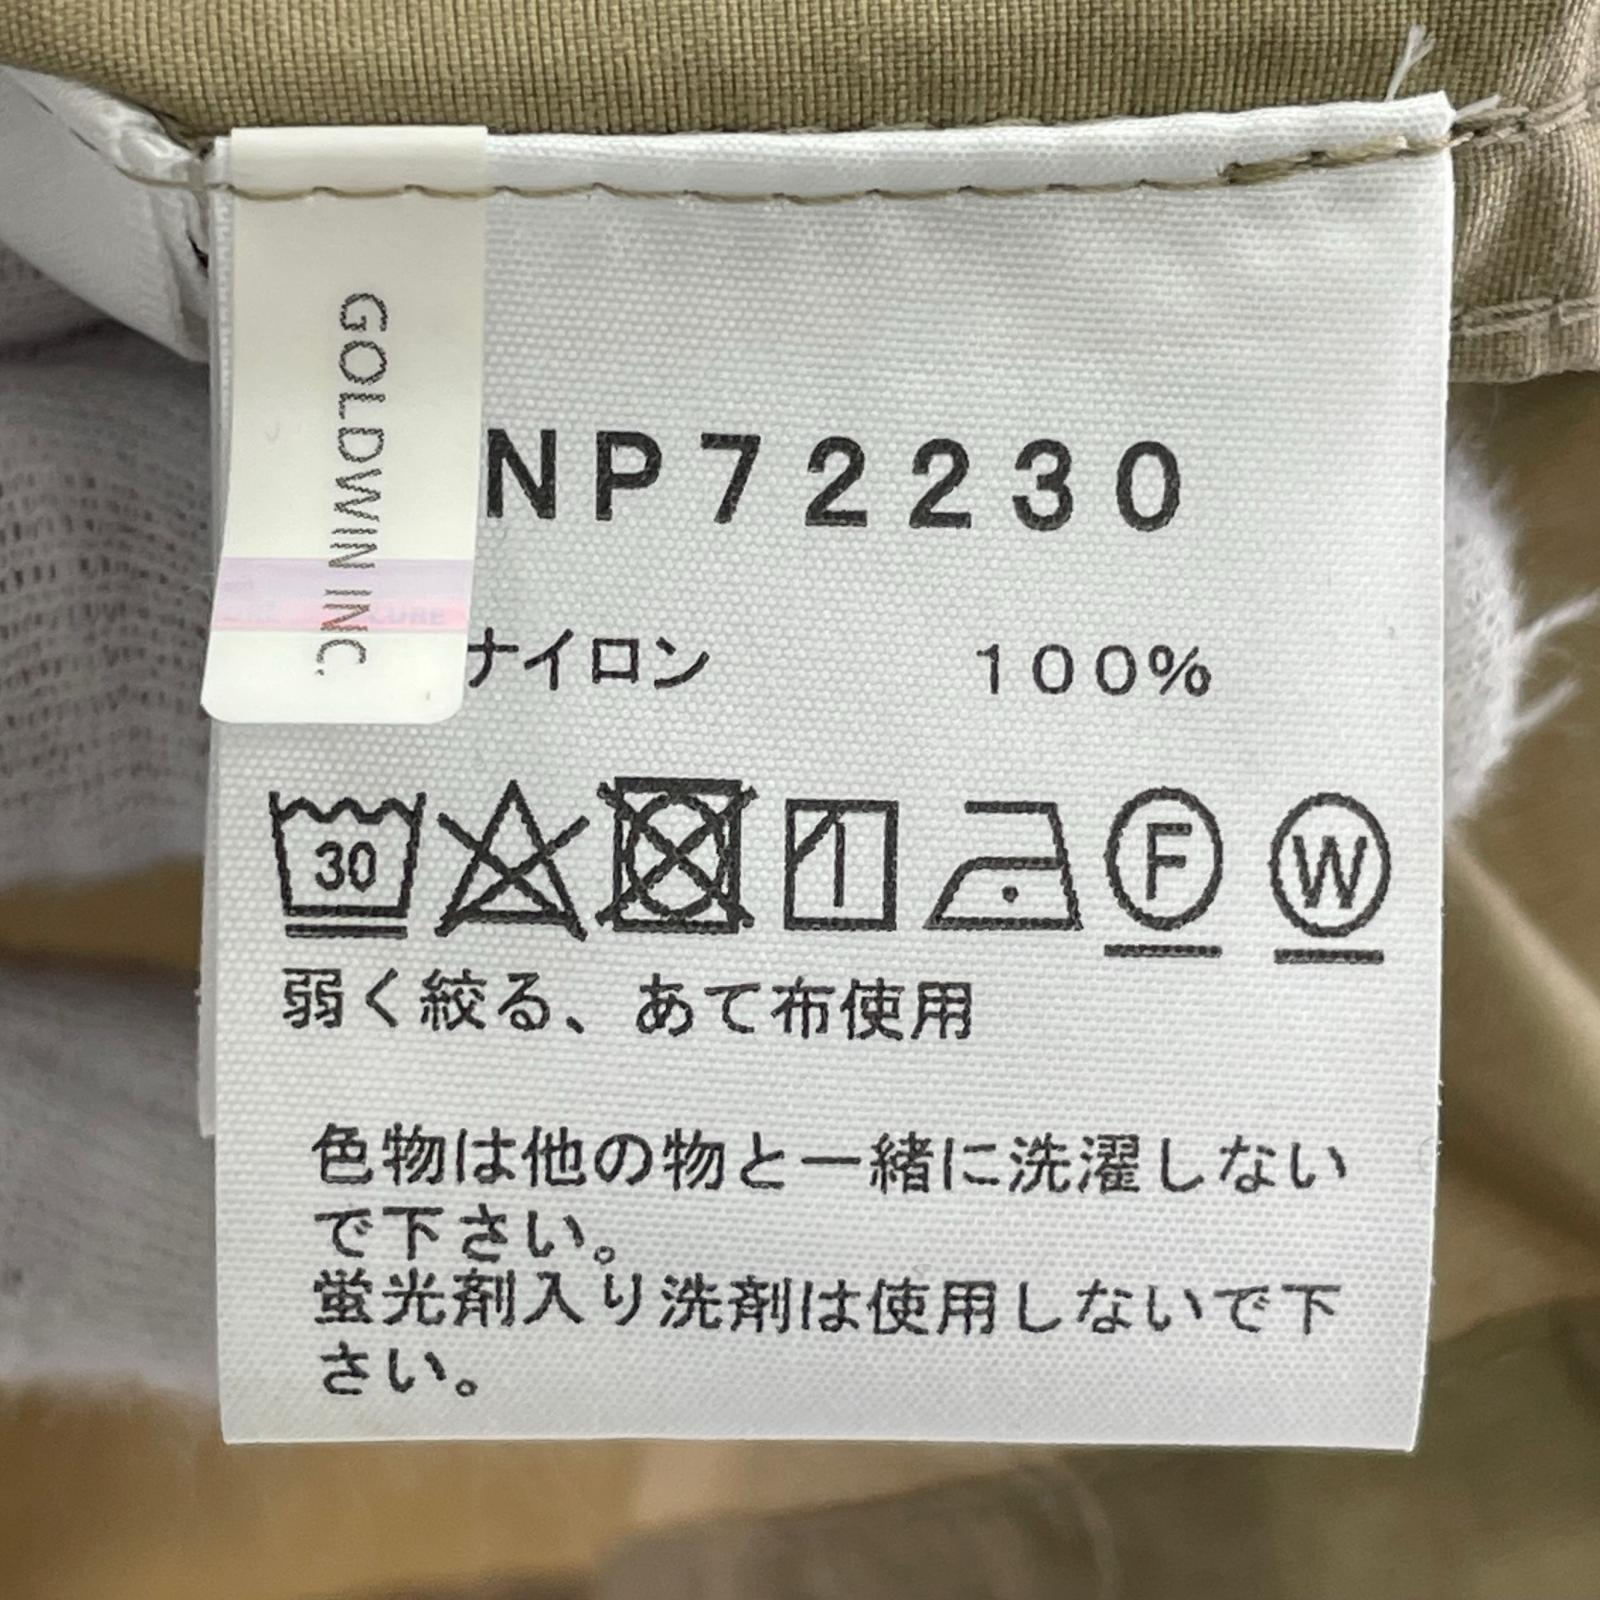 GOLDWIN INC.
NP72230
ナイロン 100%
30
F
W
弱く絞る、あて布使用
色物は他の物と一緒に洗濯しない
で下さい。
蛍光剤入り洗剤は使用しないで下
さい。